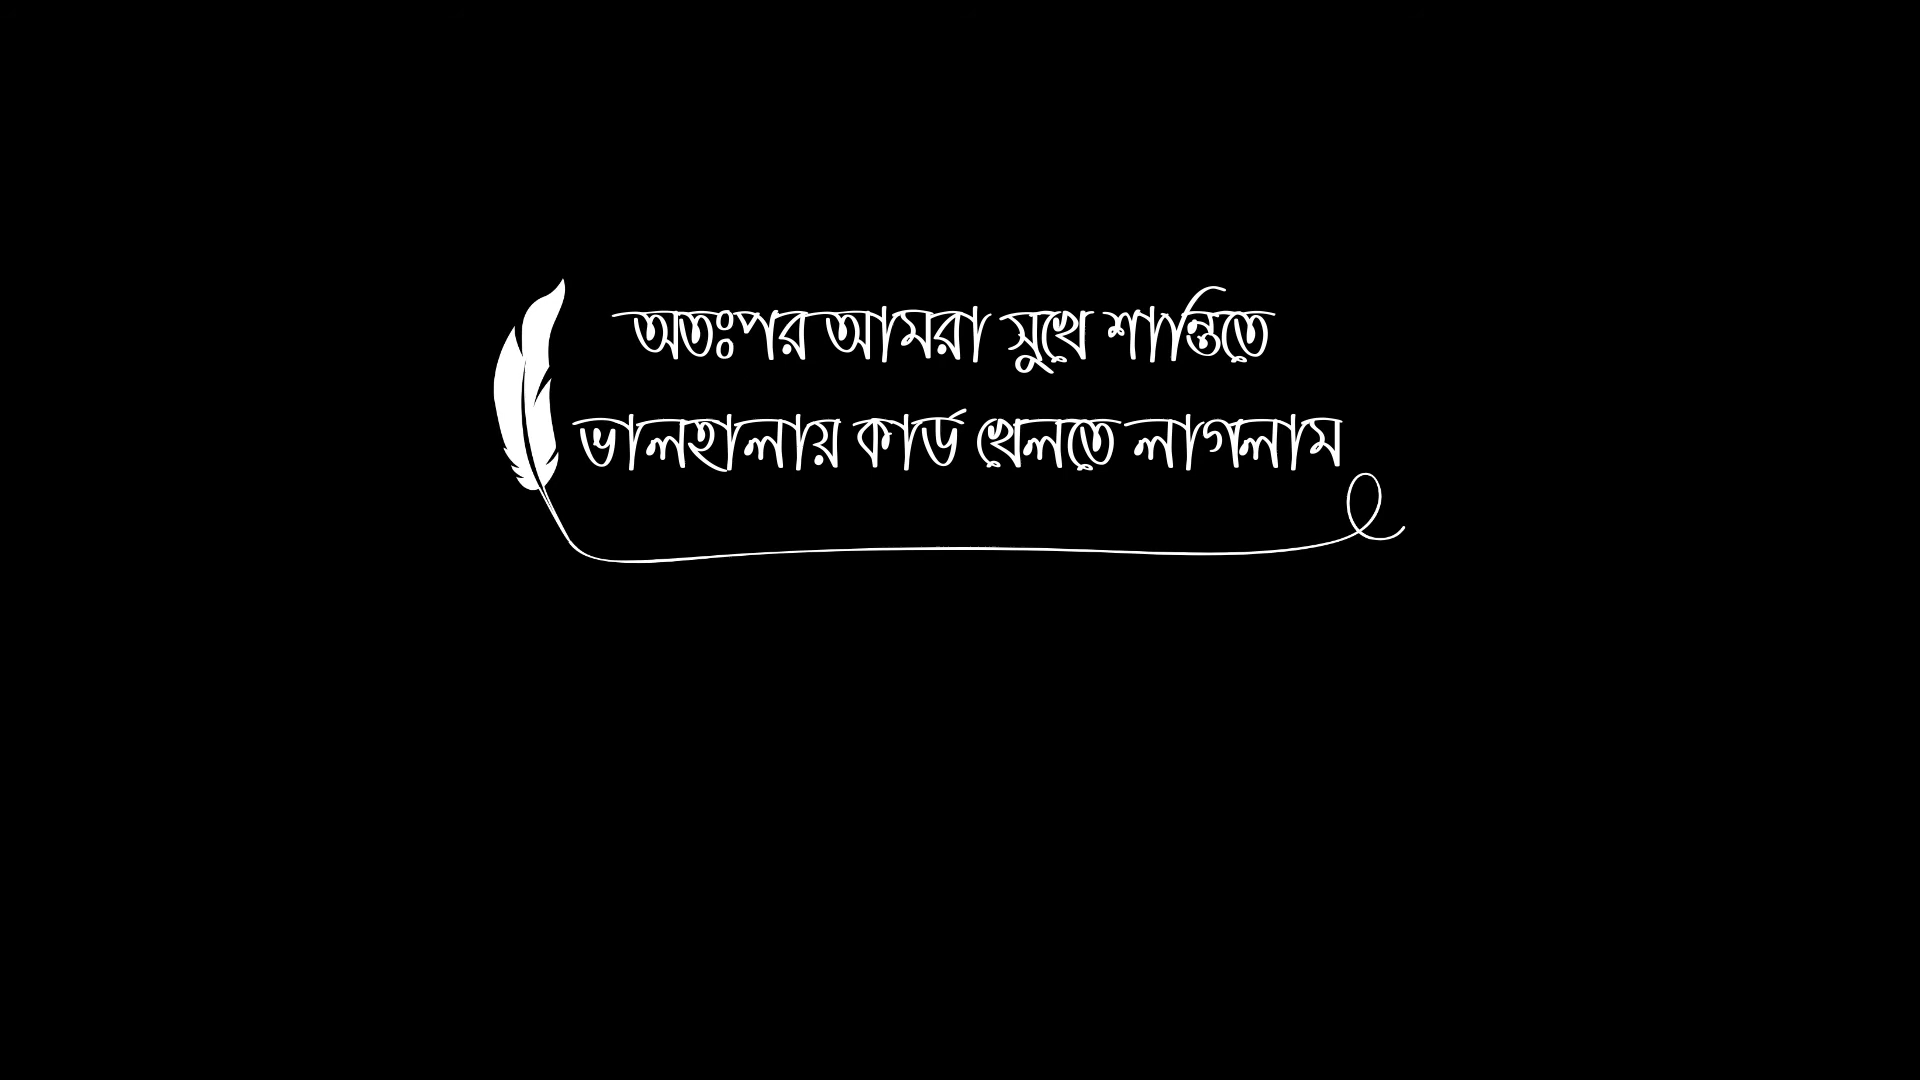 অতঃপর আমরা সুখে শান্তিতে
ভালহালায় কার্ড খেলতে লাগলাম